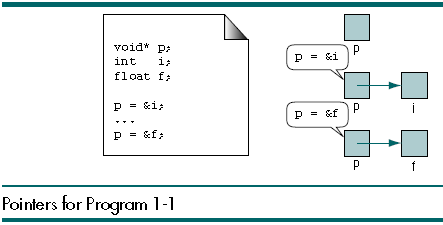 void* p;
int i;
float f;
p = &i;
...
p = &f;
p
p = &i
p
i
p = &f
p
f
Pointers for Program 1-1